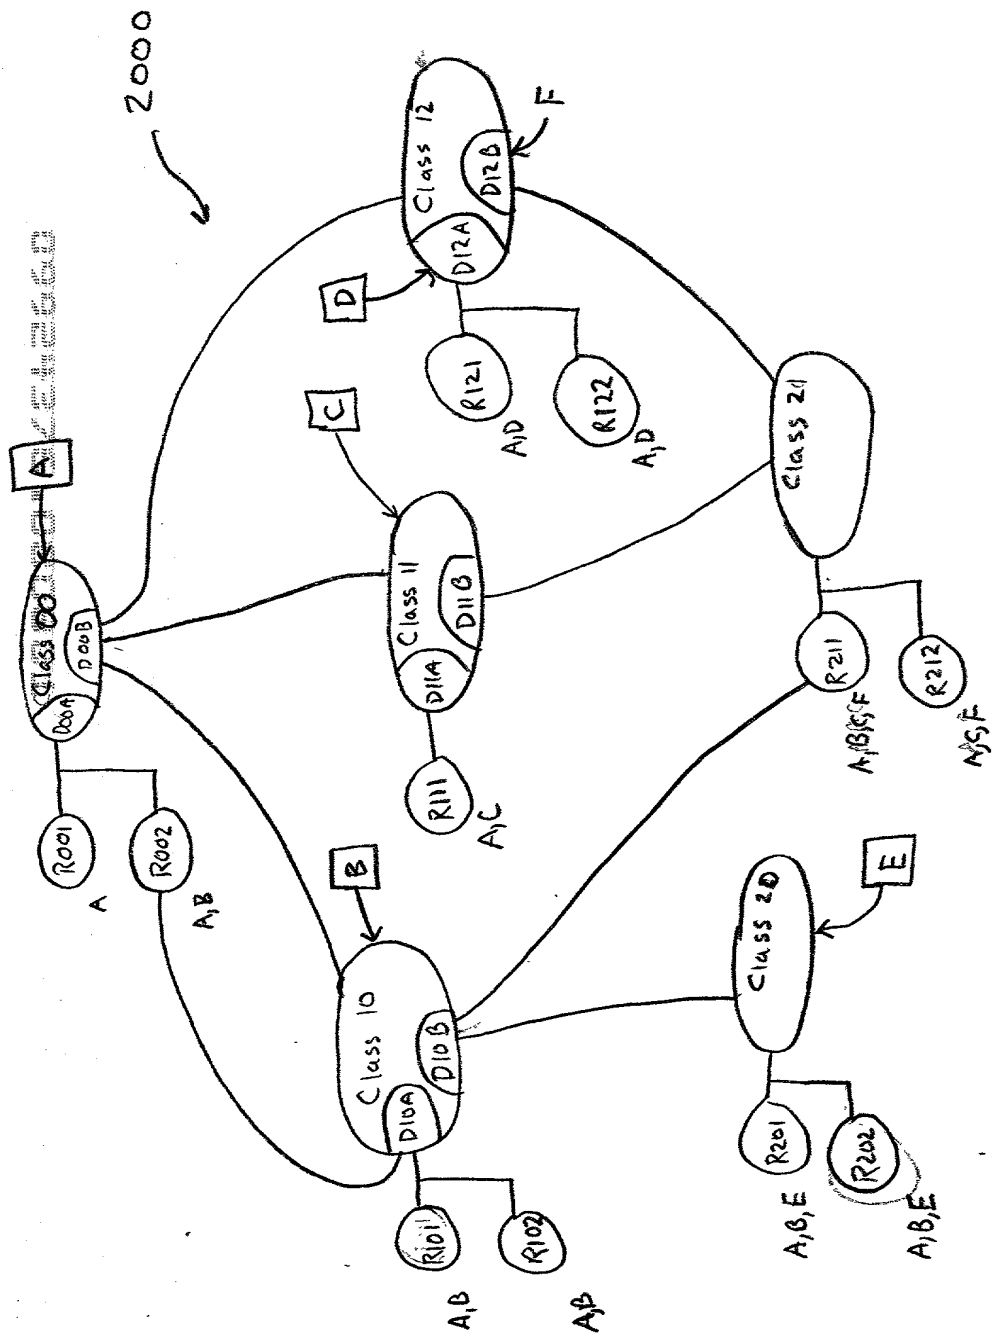 2000
A
Class 00
D00A
D00B
R001
A
R002
A,B
B
Class 10
D10A
D10B
R101
A,B
R102
A,B
C
Class 11
D11A
D11B
R111
A,C
D
Class 12
D12A
D12B
F
R121
A,D
R122
A,D
Class 20
E
R201
A,B,E
R202
A,B,E
Class 21
R211
A,B,C,F
R212
A,C,F